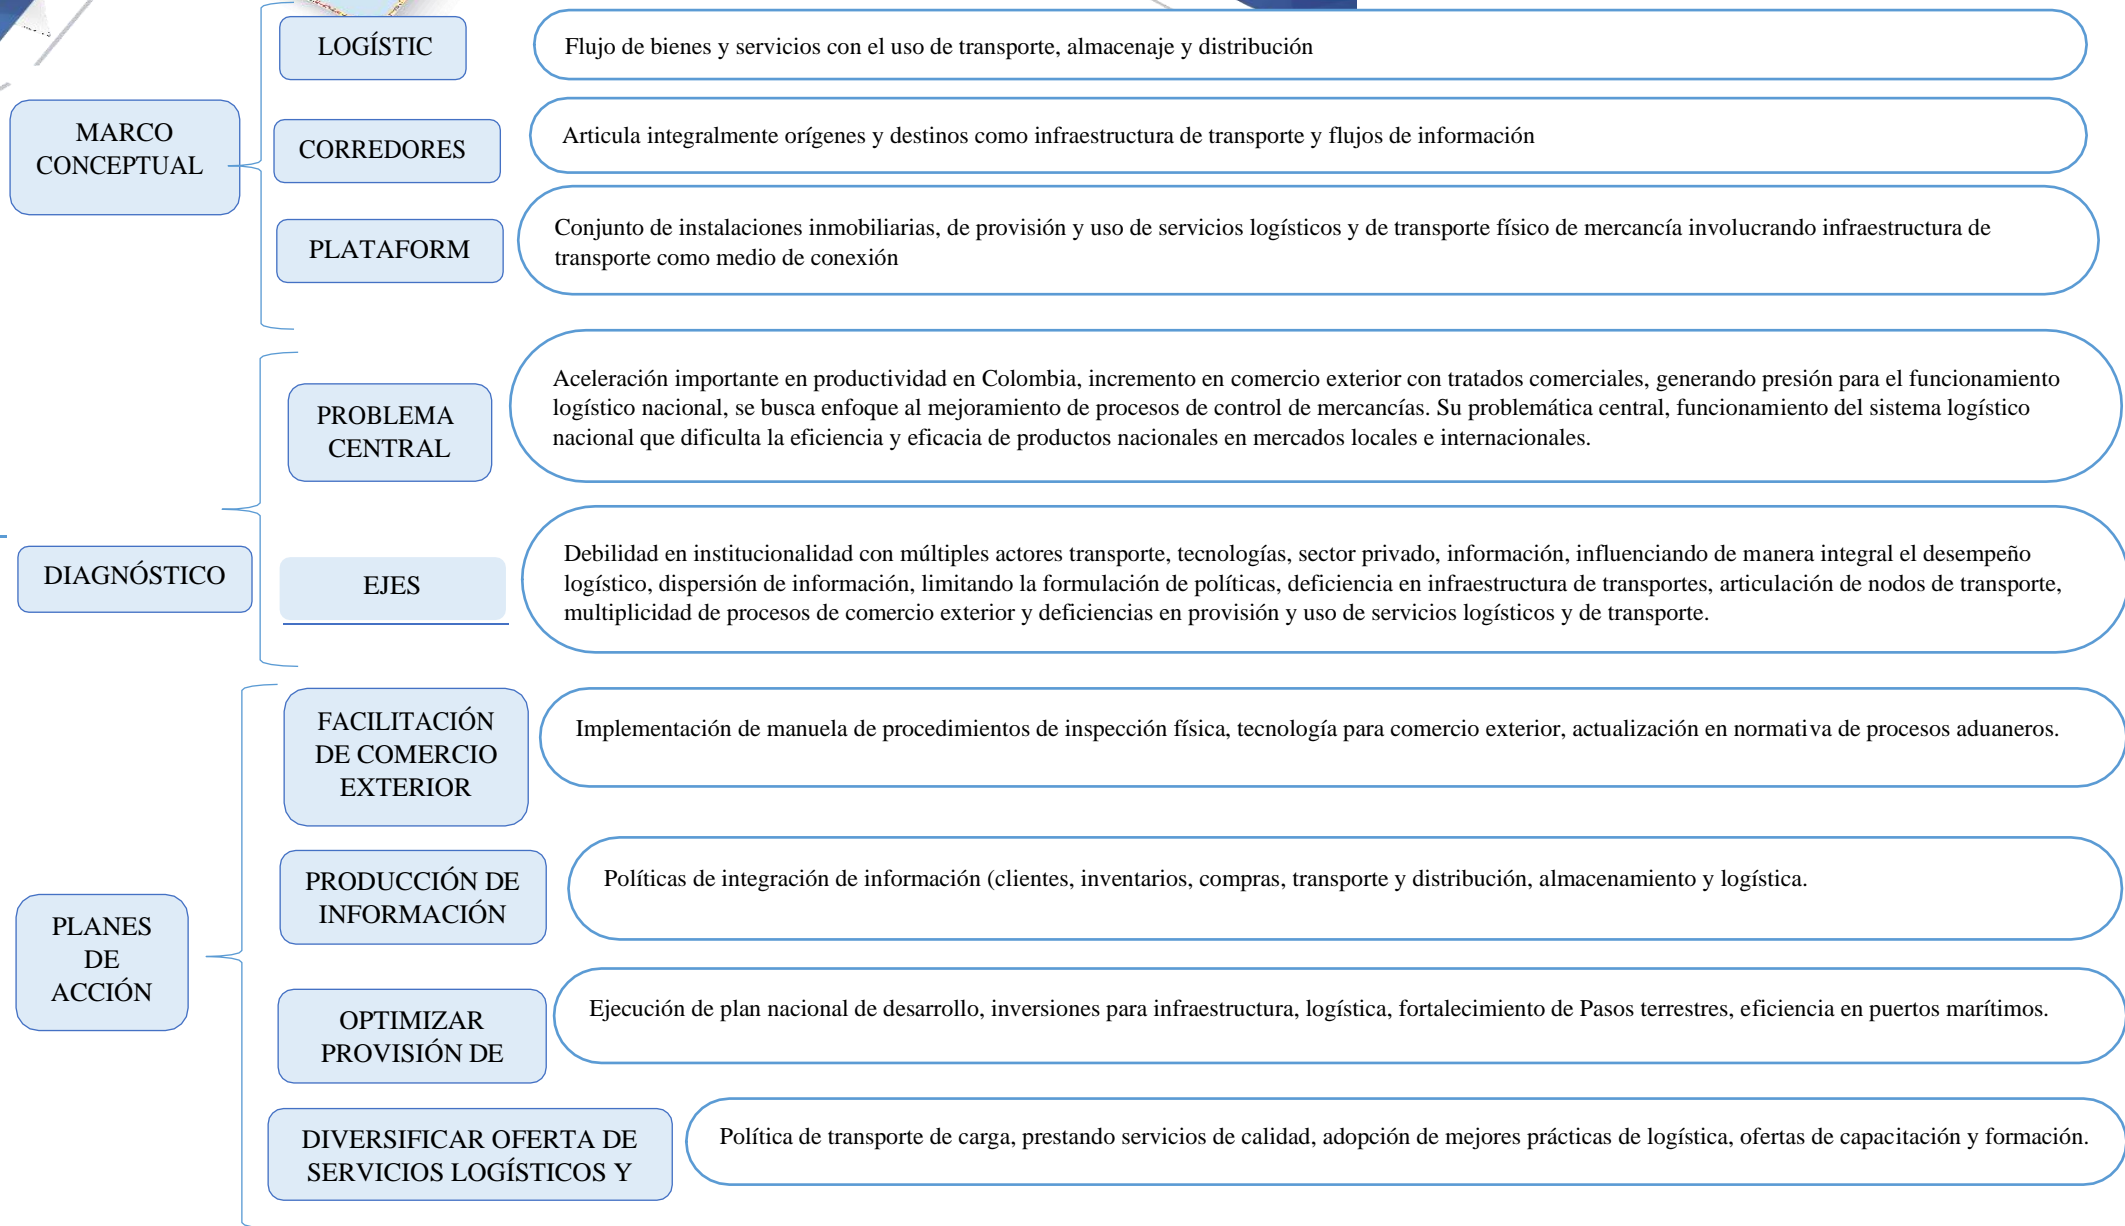 LOGÍSTIC
Flujo de bienes y servicios con el uso de transporte, almacenaje y distribución
MARCO
CONCEPTUAL
CORREDORES
Articula integralmente orígenes y destinos como infraestructura de transporte y flujos de información
PLATAFORM
Conjunto de instalaciones inmobiliarias, de provisión y uso de servicios logísticos y de transporte físico de mercancía involucrando infraestructura de
transporte como medio de conexión
DIAGNÓSTICO
PROBLEMA
CENTRAL
Aceleración importante en productividad en Colombia, incremento en comercio exterior con tratados comerciales, generando presión para el funcionamiento
logístico nacional, se busca enfoque al mejoramiento de procesos de control de mercancías. Su problemática central, funcionamiento del sistema logístico
nacional que dificulta la eficiencia y eficacia de productos nacionales en mercados locales e internacionales.
EJES
Debilidad en institucionalidad con múltiples actores transporte, tecnologías, sector privado, información, influenciando de manera integral el desempeño
logístico, dispersión de información, limitando la formulación de políticas, deficiencia en infraestructura de transportes, articulación de nodos de transporte,
multiplicidad de procesos de comercio exterior y deficiencias en provisión y uso de servicios logísticos y de transporte.
PLANES
DE
ACCIÓN
FACILITACIÓN
DE COMERCIO
EXTERIOR
Implementación de manuela de procedimientos de inspección física, tecnología para comercio exterior, actualización en normativa de procesos aduaneros.
PRODUCCIÓN DE
INFORMACIÓN
Políticas de integración de información (clientes, inventarios, compras, transporte y distribución, almacenamiento y logística.
OPTIMIZAR
PROVISIÓN DE
Ejecución de plan nacional de desarrollo, inversiones para infraestructura, logística, fortalecimiento de Pasos terrestres, eficiencia en puertos marítimos.
DIVERSIFICAR OFERTA DE
SERVICIOS LOGÍSTICOS Y
Política de transporte de carga, prestando servicios de calidad, adopción de mejores prácticas de logística, ofertas de capacitación y formación.